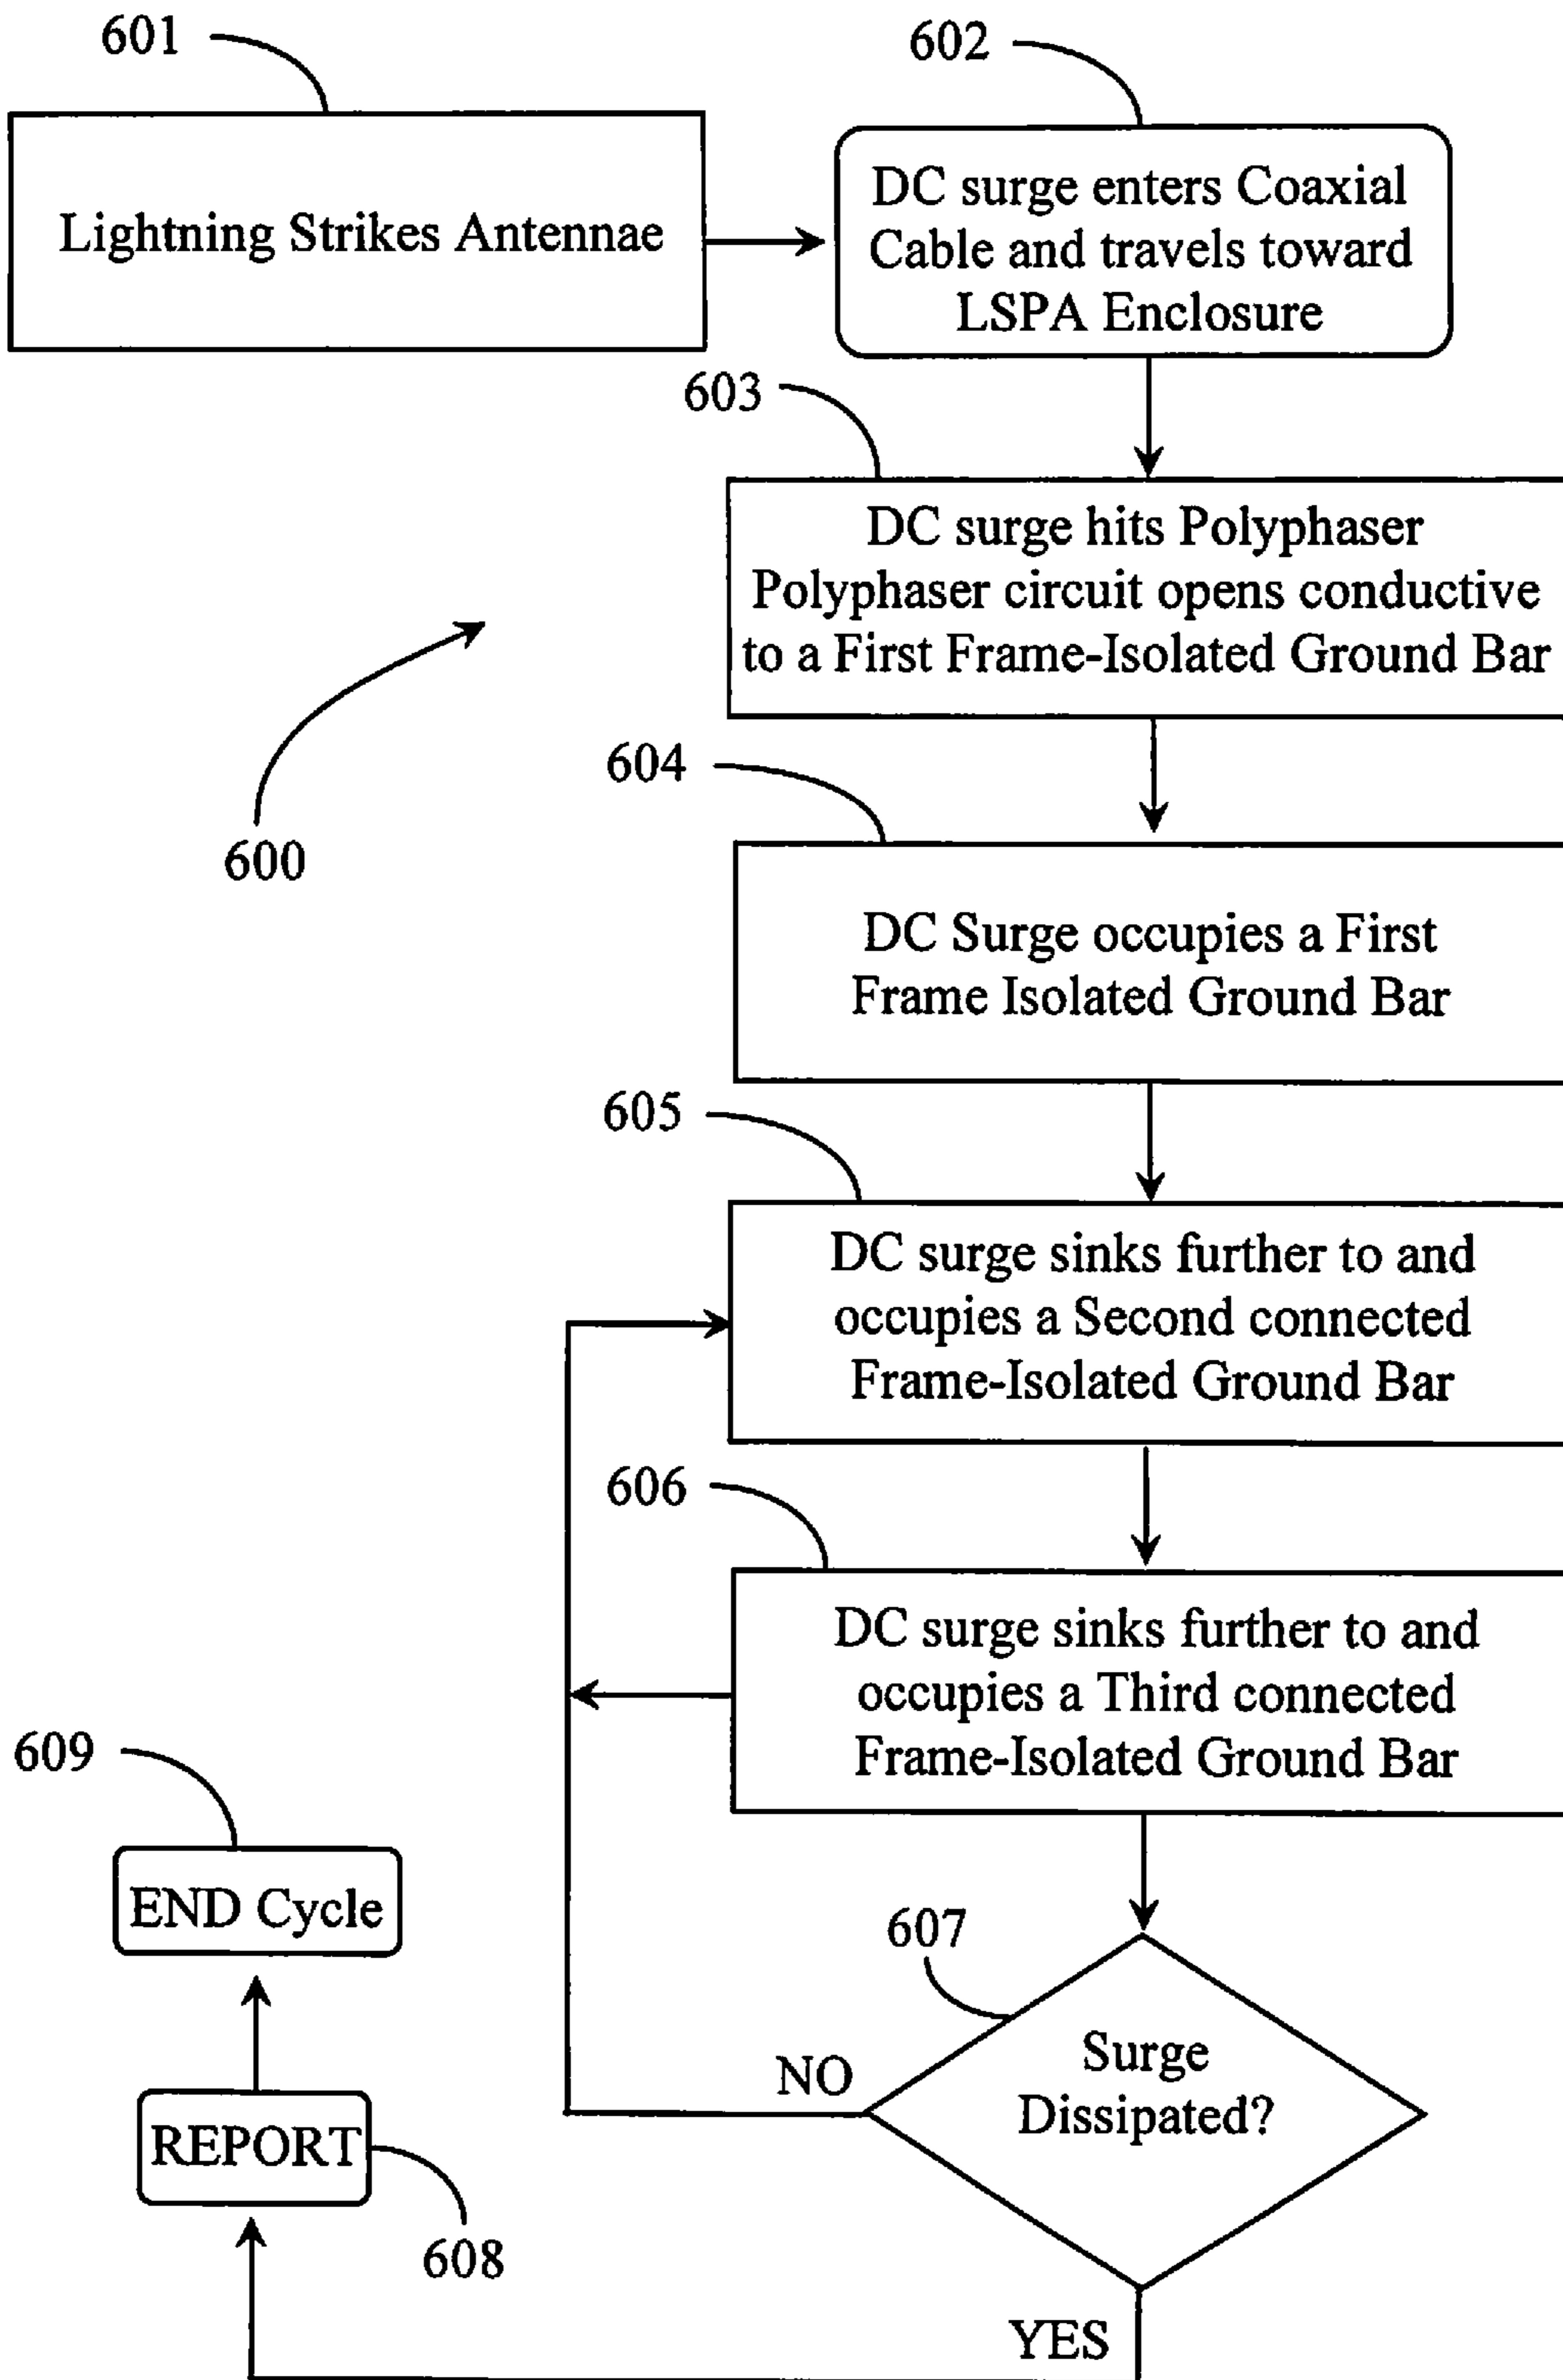 601
602
Lightning Strikes Antennae
DC surge enters Coaxial
Cable and travels toward
LSPA Enclosure
603
DC surge hits Polyphaser
Polyphaser circuit opens conductive
to a First Frame-Isolated Ground Bar
600
604
DC Surge occupies a First
Frame Isolated Ground Bar
605
DC surge sinks further to and
occupies a Second connected
Frame-Isolated Ground Bar
606
DC surge sinks further to and
occupies a Third connected
Frame-Isolated Ground Bar
607
Surge
Dissipated?
NO
YES
608
REPORT
609
END Cycle